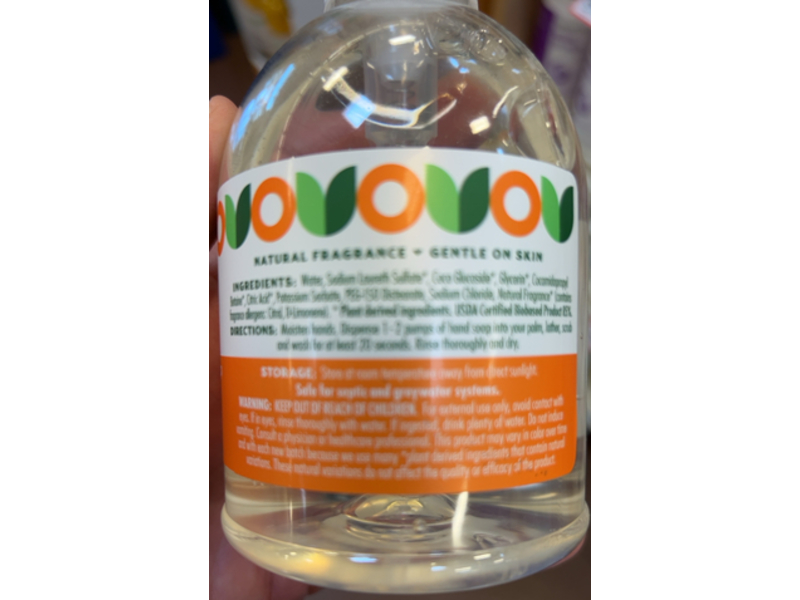 NATURAL FRAGRANCE - GENTLE ON SKIN
INGREDIENTS: Water, Sodium Laureth Sulfate*, Coco Glucoside*, Glycerin*, Cocamidopropyl
Betaine*, Citric Acid*, Potassium Sorbate, PEG-150 Distearate, Sodium Chloride, Natural Fragrance* (contains
fragrance allergens: Citral, D-Limonene). *Plant derived ingredients. USDA Certified Biobased Product 85%.
DIRECTIONS: Moisten hands. Dispense 1-2 pumps of hand soap into your palm, lather, scrub
and wash for at least 20 seconds. Rinse thoroughly and dry.
STORAGE: Store at room temperature away from direct sunlight.
Safe for septic and greywater systems.
WARNING: KEEP OUT OF REACH OF CHILDREN. For external use only, avoid contact with
eyes. If in eyes, rinse thoroughly with water. If ingested, drink plenty of water. Do not induce
vomiting. Consult a physician or healthcare professional. This product may vary in color over time
and with each new batch because we use many *plant derived ingredients that contain natural
variations. These natural variations do not affect the quality or efficacy of the product.